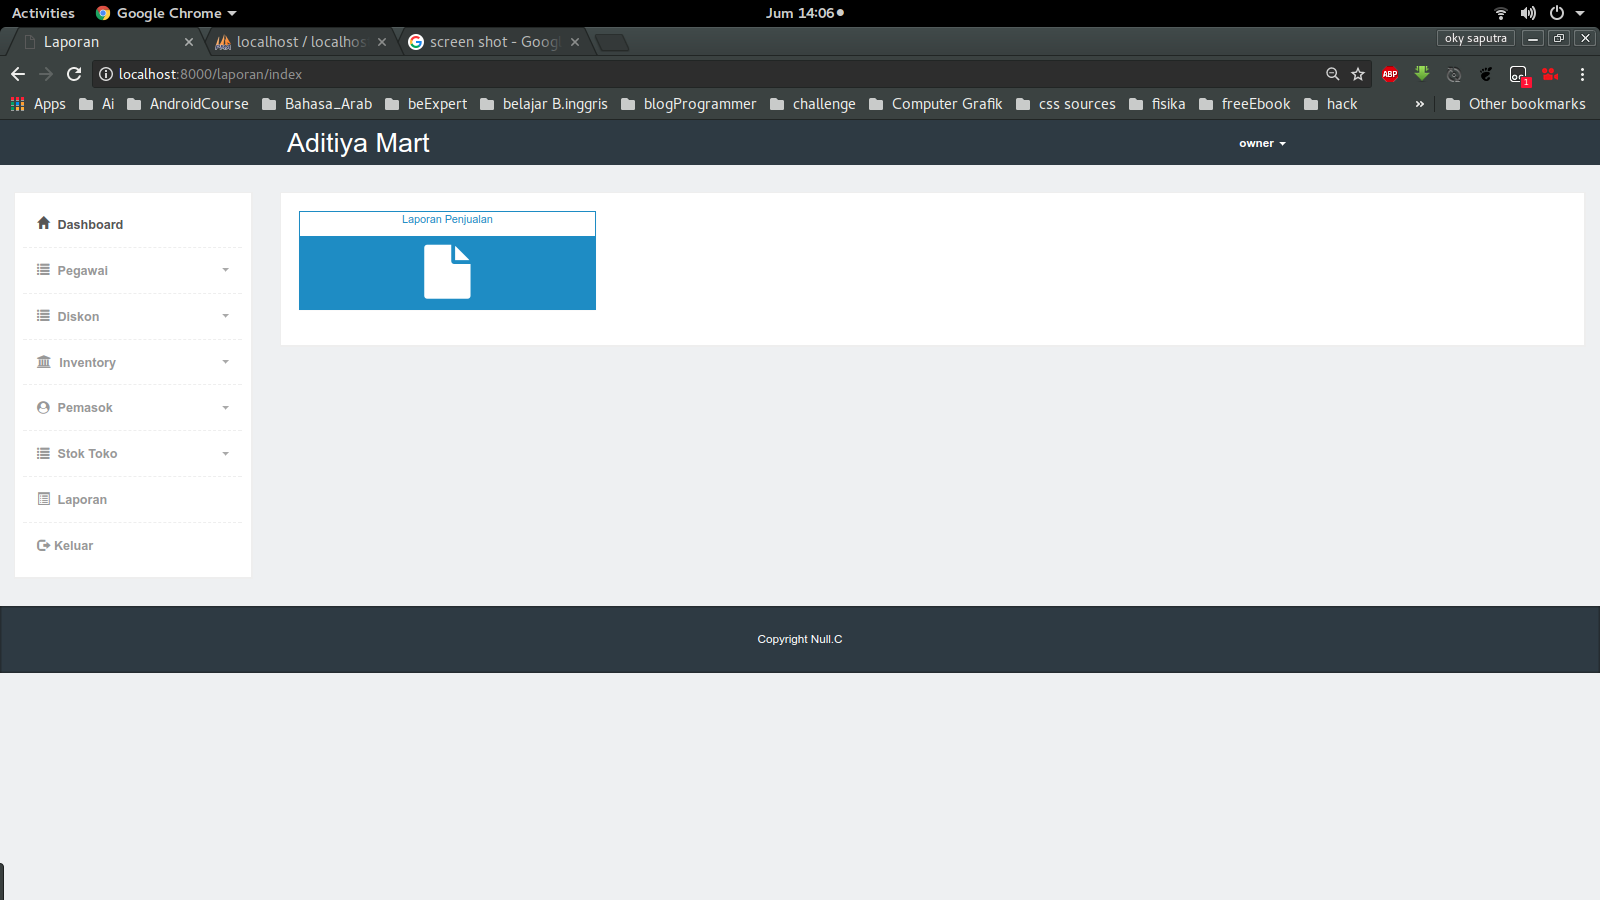 Activities Google Chrome Jum 14:06
Laporan localhost / localhos screen shot - Goog oky saputra
localhost:8000/laporan/index ABP 1
Apps Ai AndroidCourse Bahasa_Arab beExpert belajar B.inggris blogProgrammer challenge Computer Grafik css sources fisika freeEbook hack » Other bookmarks
Aditiya Mart owner
Dashboard
Pegawai
Diskon
Inventory
Pemasok
Stok Toko
Laporan
Keluar
Laporan Penjualan
Copyright Null.C